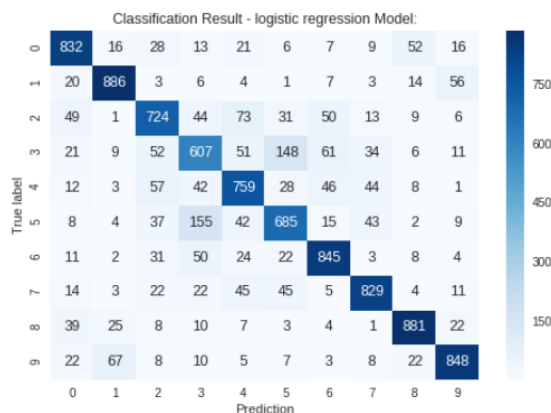 Classification Result - logistic regression Model:
0 832 16 28 13 21 6 7 9 52 16
1 20 886 3 6 4 1 7 3 14 56
2 49 1 724 44 73 31 50 13 9 6
3 21 9 52 607 51 148 61 34 6 11
4 12 3 57 42 759 28 46 44 8 1
5 8 4 37 155 42 685 15 43 2 9
6 11 2 31 50 24 22 845 3 8 4
7 14 3 22 22 45 45 5 829 4 11
8 39 25 8 10 7 3 4 1 881 22
9 22 67 8 10 5 7 3 8 22 848
0 1 2 3 4 5 6 7 8 9
Prediction
True label
750
600
450
300
150